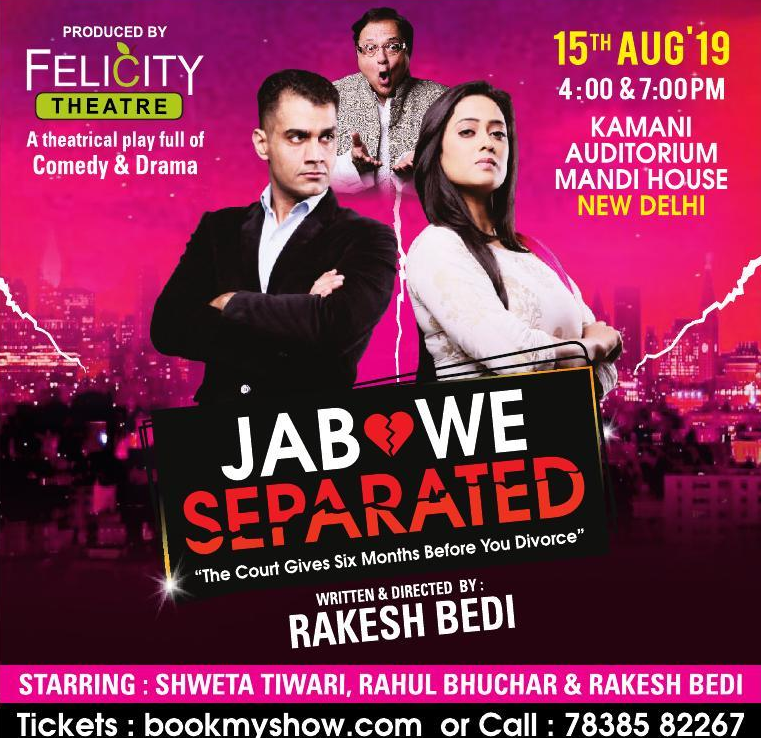 PRODUCED BY
FELICITY
THEATRE
A theatrical play full of
Comedy & Drama
15TH AUG'19
4:00 & 7:00PM
KAMANI
AUDITORIUM
MANDI HOUSE
NEW DELHI
JAB WE
SEPARATED
"The Court Gives Six Months Before You Divorce"
WRITTEN & DIRECTED BY :
RAKESH BEDI
STARRING : SHWETA TIWARI, RAHUL BHUCHAR & RAKESH BEDI
Tickets : bookmyshow.com or Call : 78385 82267